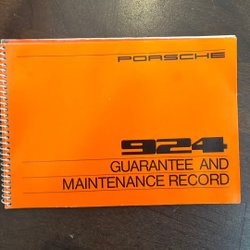 PORSCHE
924
GUARANTEE AND
MAINTENANCE RECORD